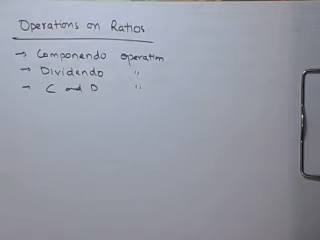 Operations on Ratios
→ Componendo operation
→ Dividendo "
→ C and D "